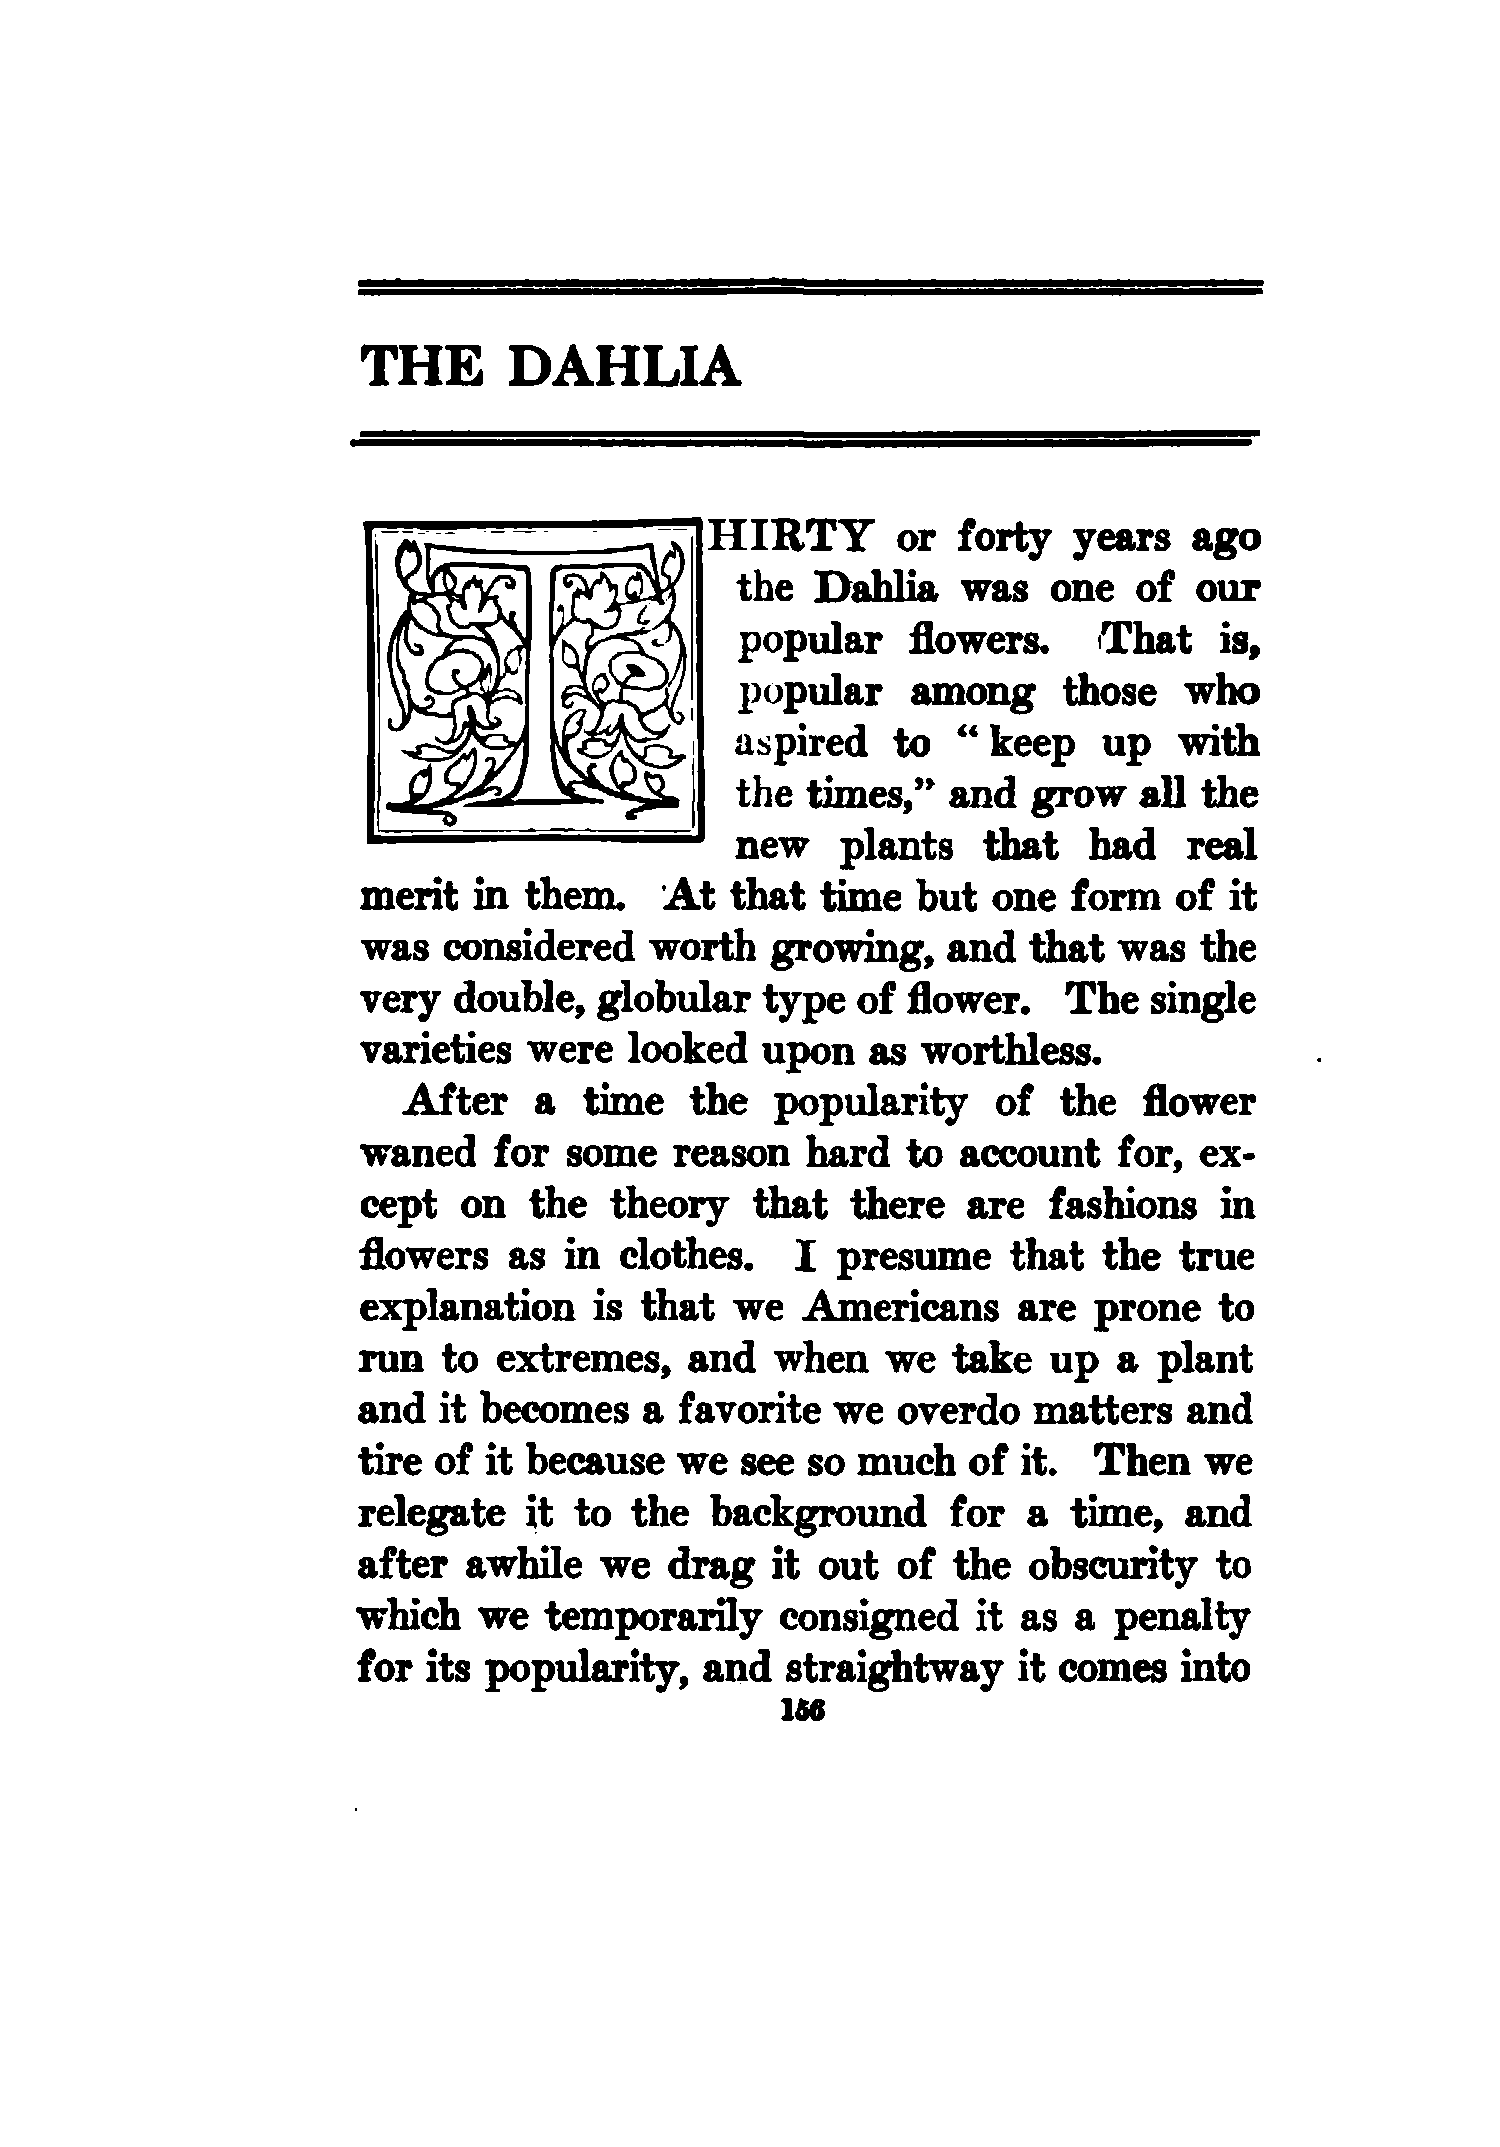 THE DAHLIA
THIRTY or forty years ago
the Dahlia was one of our
popular flowers. That is,
popular among those who
aspired to “ keep up with
the times,” and grow all the
new plants that had real
merit in them. At that time but one form of it
was considered worth growing, and that was the
very double, globular type of flower. The single
varieties were looked upon as worthless.
After a time the popularity of the flower
waned for some reason hard to account for, ex-
cept on the theory that there are fashions in
flowers as in clothes. I presume that the true
explanation is that we Americans are prone to
run to extremes, and when we take up a plant
and it becomes a favorite we overdo matters and
tire of it because we see so much of it. Then we
relegate it to the background for a time, and
after awhile we drag it out of the obscurity to
which we temporarily consigned it as a penalty
for its popularity, and straightway it comes into
156